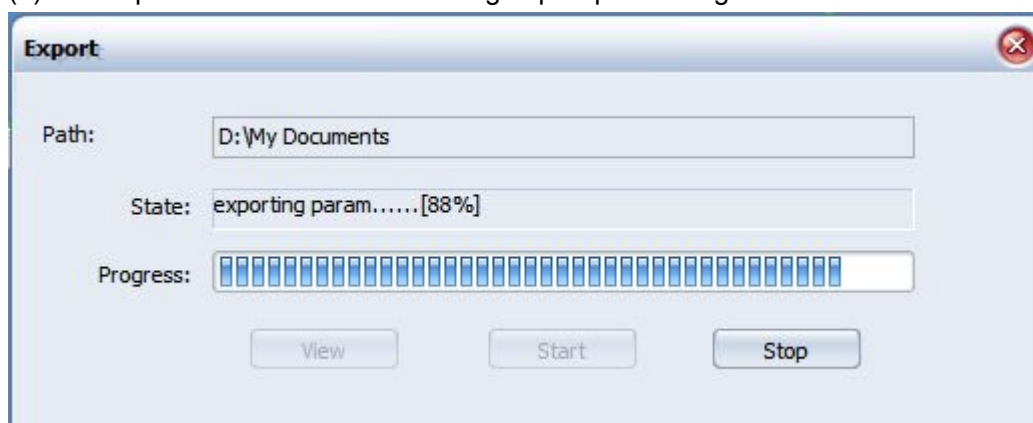 Export
Path: D:\My Documents
State: exporting param......[88%]
Progress:
View Start Stop